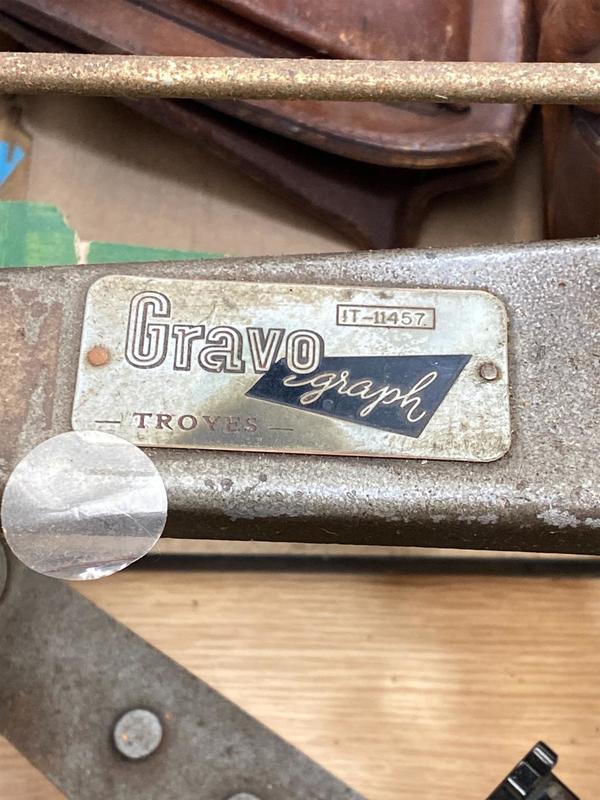 IT-11457.
Gravo
graph
— TROYES —